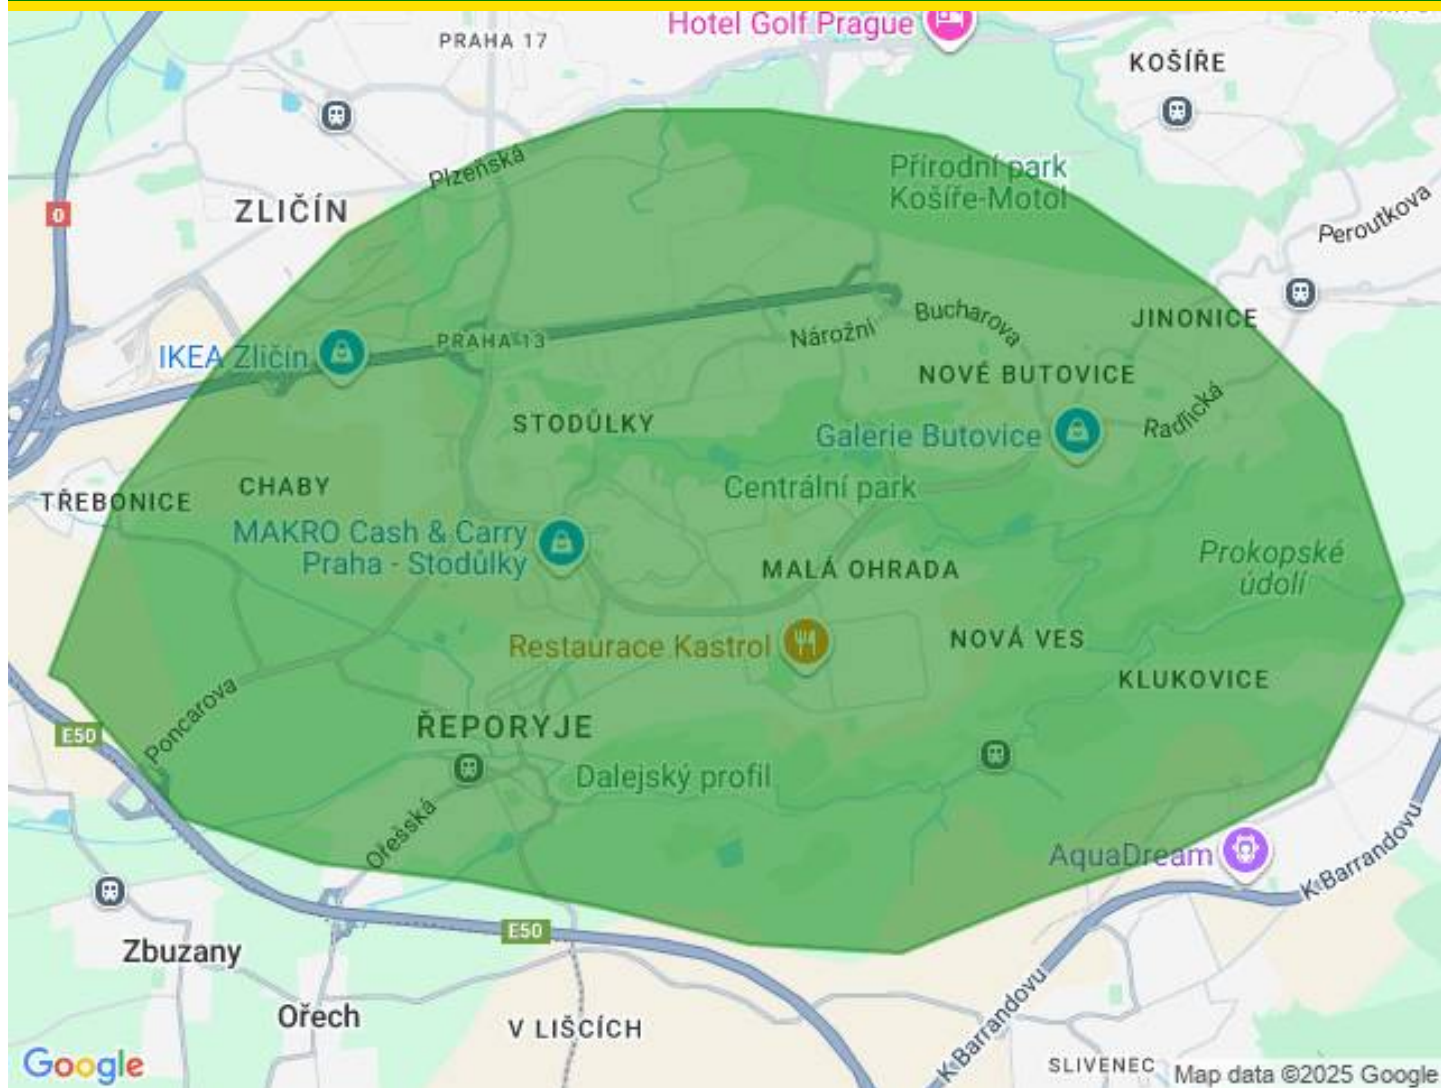 Hotel Golf Prague
PRAHA 17
KOŠÍŘE
Plzeňská
Přírodní park
Košíře-Motol
ZLIČÍN
0
Peroutkova
JINONICE
Bucharova
Nárožní
PRAHA 13
IKEA Zličín
NOVÉ BUTOVICE
Radlická
STODŮLKY
Galerie Butovice
CHABY
TŘEBONICE
Centrální park
MAKRO Cash & Carry
Praha - Stodůlky
MALÁ OHRADA
Prokopské
údolí
Restaurace Kastrol
NOVÁ VES
KLUKOVICE
Poncarova
E50
ŘEPORYJE
Dalejský profil
Ořešská
AquaDream
K Barrandovu
E50
Zbuzany
Ořech
V LIŠCÍCH
K Barrandovu
SLIVENEC
Google
Map data ©2025 Google